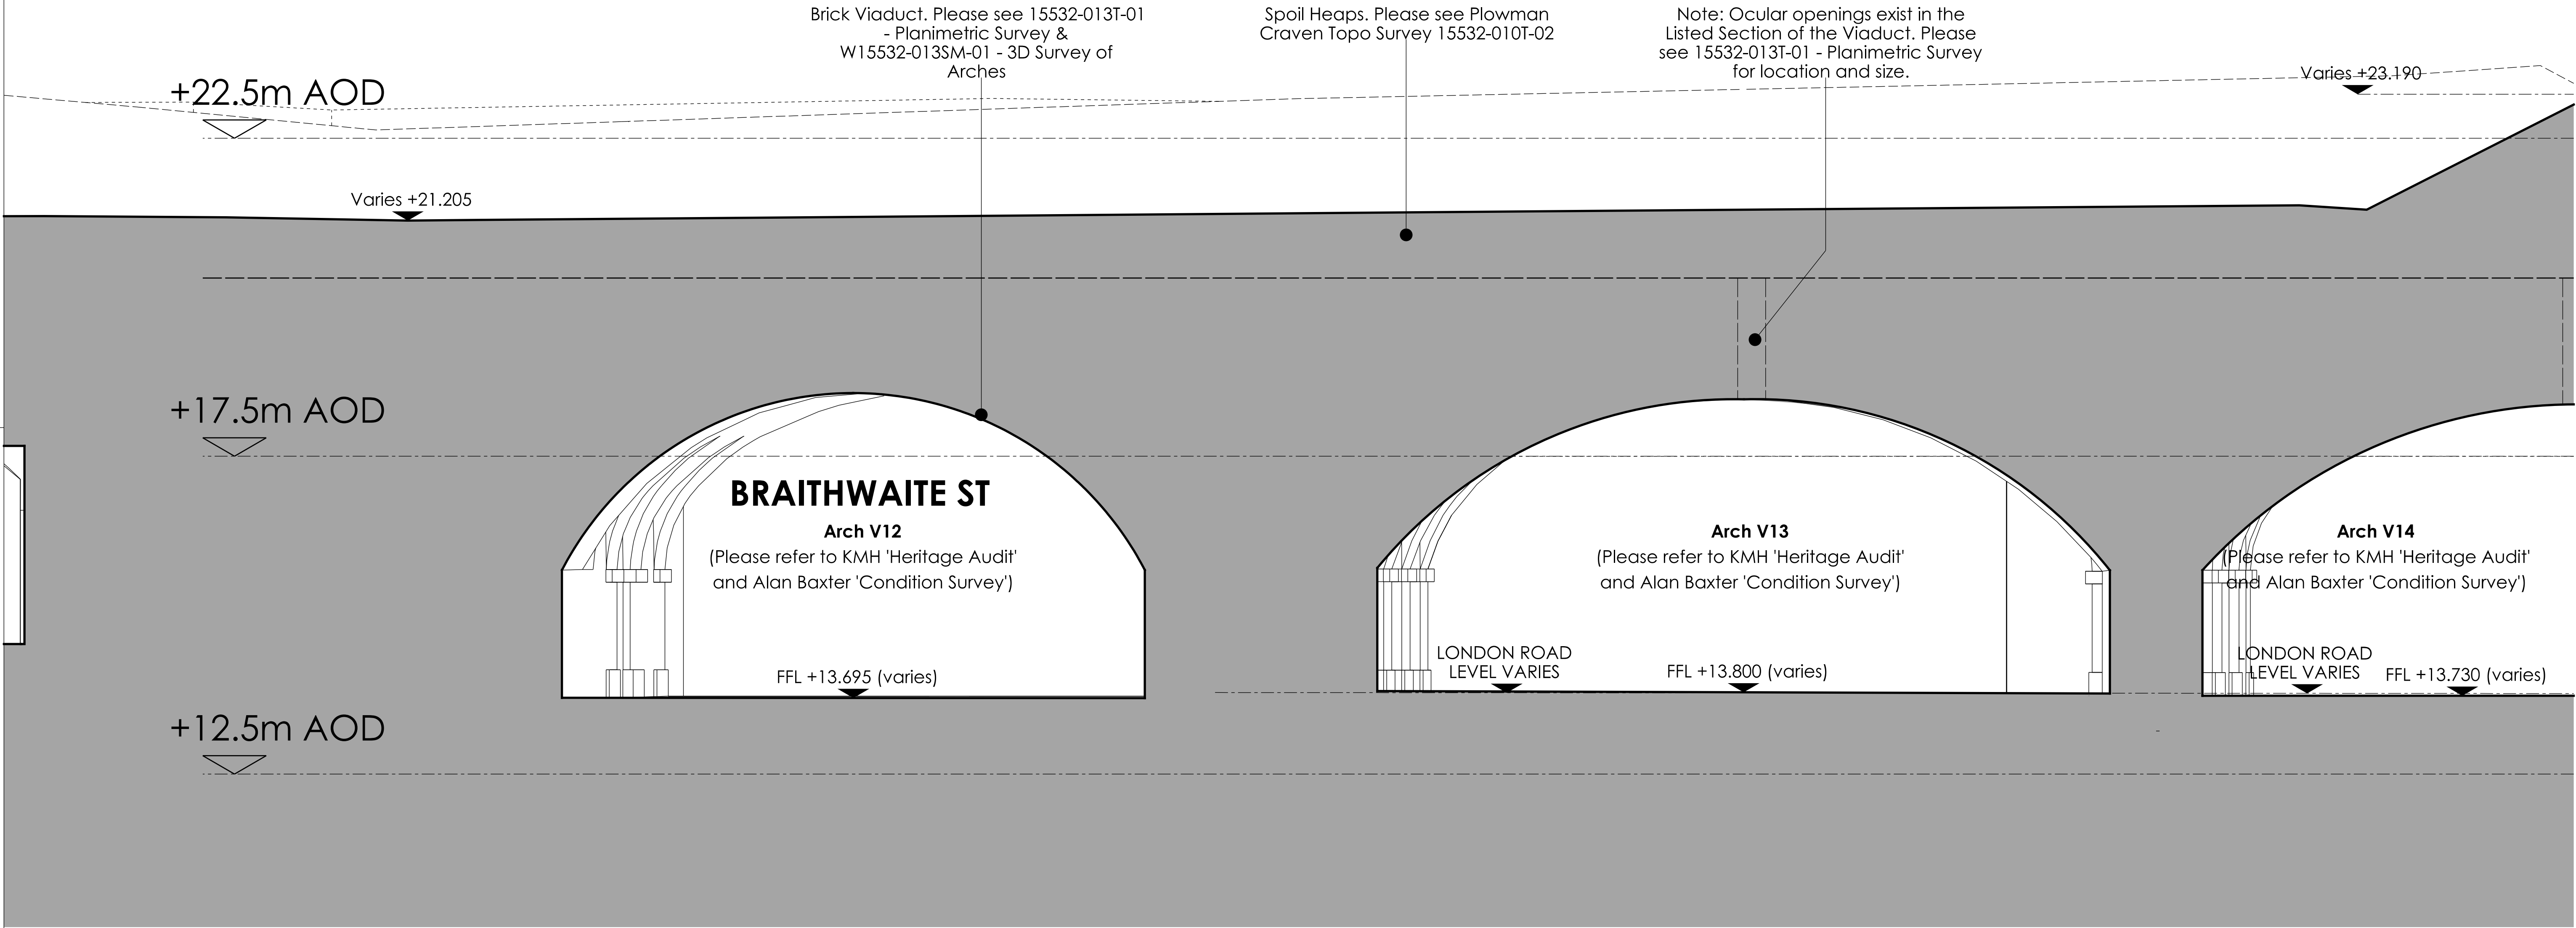 Brick Viaduct. Please see 15532-013T-01
- Planimetric Survey &
W15532-013SM-01 - 3D Survey of
Arches
Spoil Heaps. Please see Plowman
Craven Topo Survey 15532-010T-02
Note: Ocular openings exist in the
Listed Section of the Viaduct. Please
see 15532-013T-01 - Planimetric Survey
for location and size.
Varies +23.190
+22.5m AOD
Varies +21.205
+17.5m AOD
BRAITHWAITE ST
Arch V12
(Please refer to KMH 'Heritage Audit'
and Alan Baxter 'Condition Survey')
FFL +13.695 (varies)
Arch V13
(Please refer to KMH 'Heritage Audit'
and Alan Baxter 'Condition Survey')
LONDON ROAD
LEVEL VARIES
FFL +13.800 (varies)
Arch V14
(Please refer to KMH 'Heritage Audit'
and Alan Baxter 'Condition Survey')
LONDON ROAD
LEVEL VARIES
FFL +13.730 (varies)
+12.5m AOD